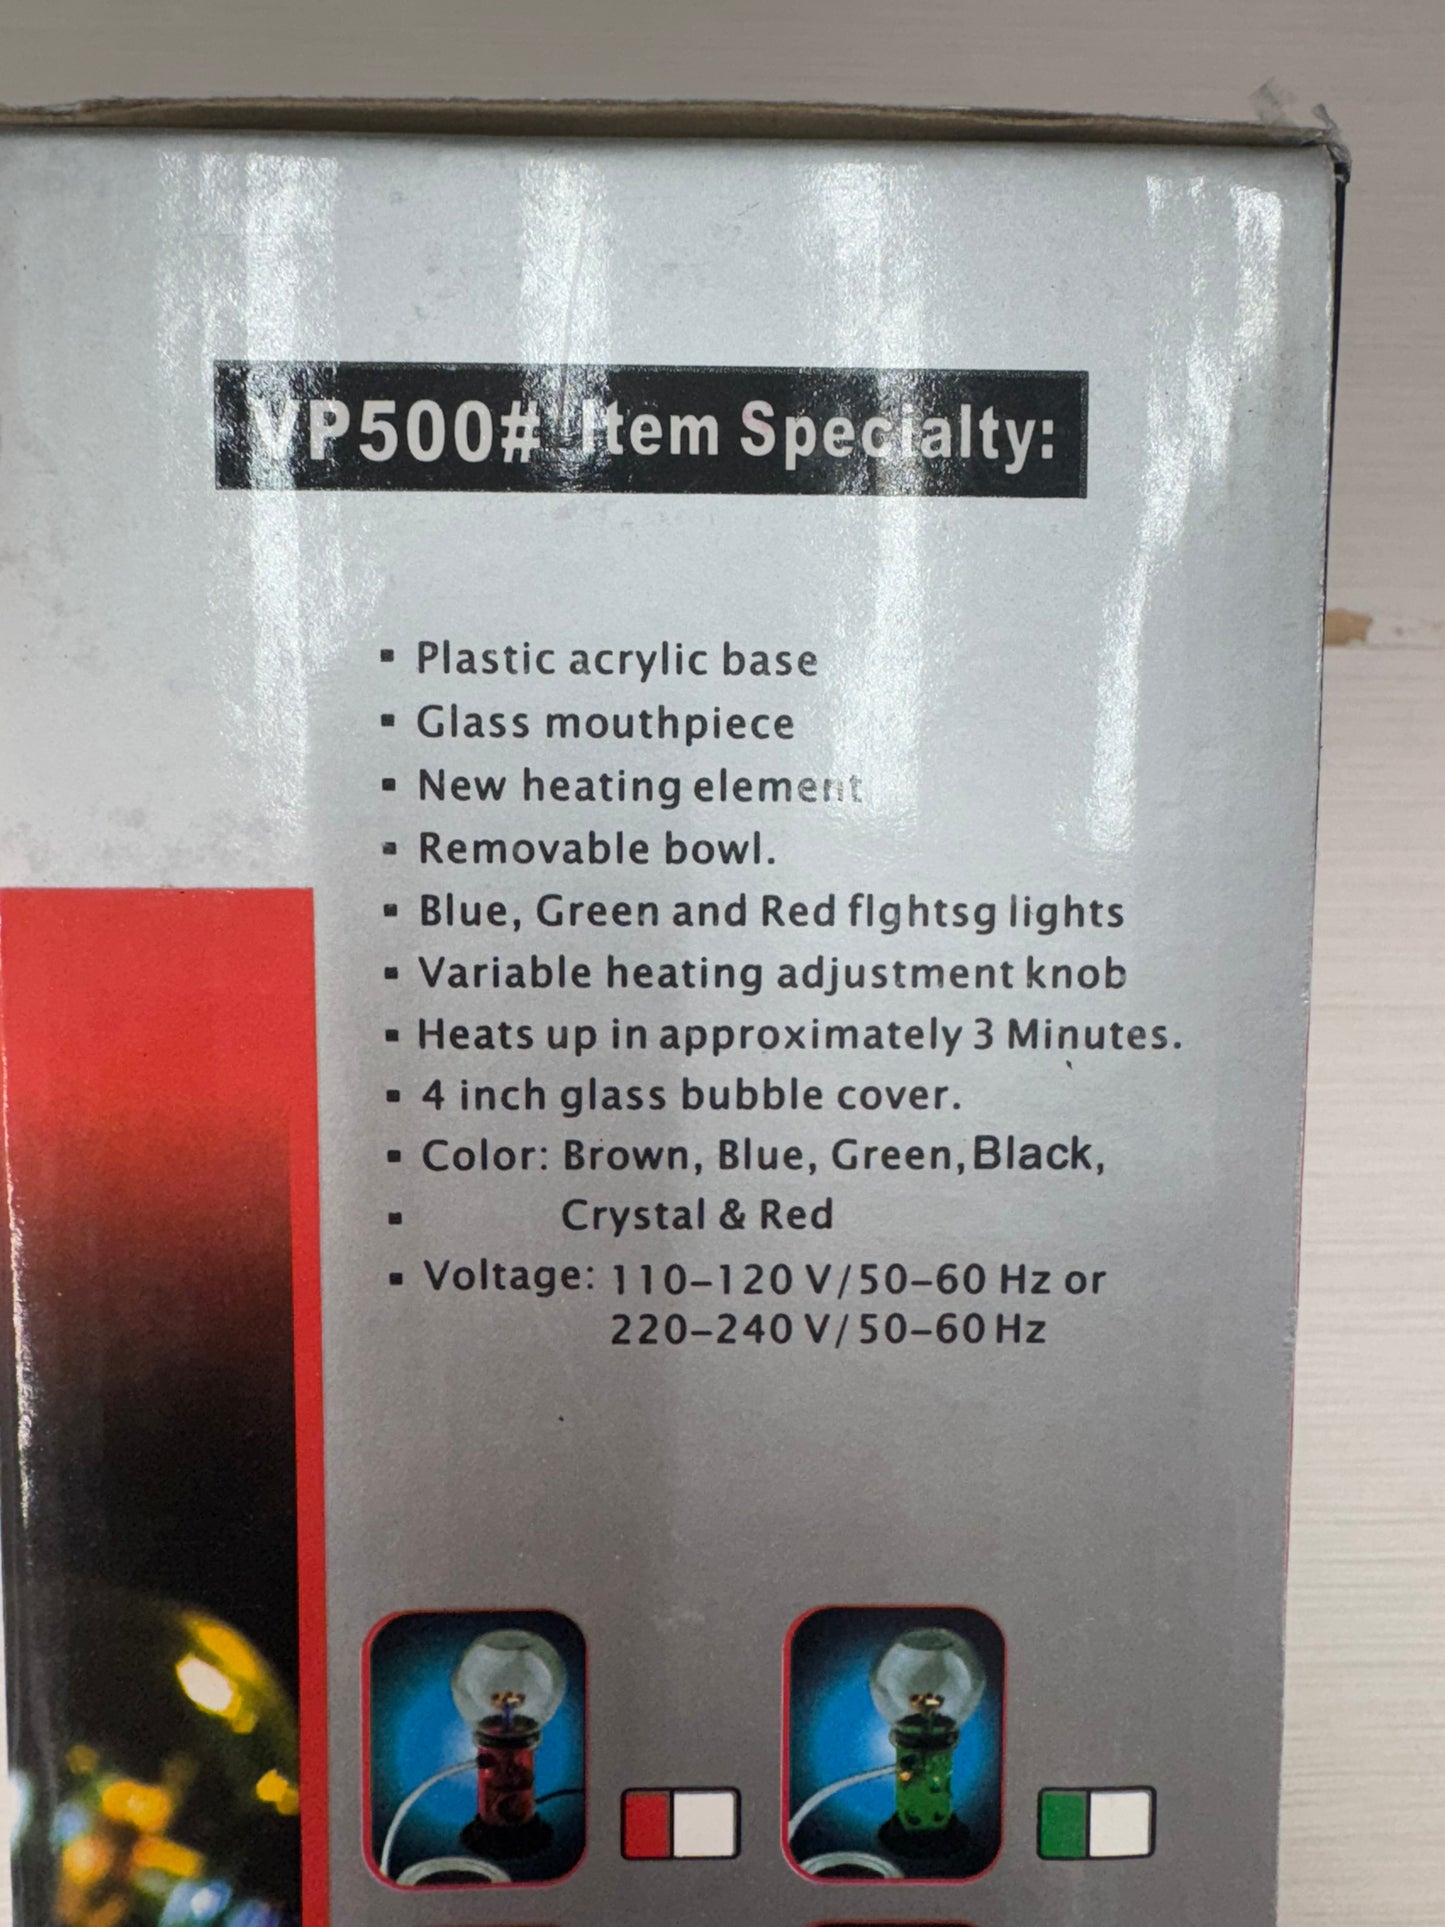 VP500# Item Specialty:
▪ Plastic acrylic base
▪ Glass mouthpiece
▪ New heating element
▪ Removable bowl.
▪ Blue, Green and Red flghtsg lights
▪ Variable heating adjustment knob
▪ Heats up in approximately 3 Minutes.
▪ 4 inch glass bubble cover.
▪ Color: Brown, Blue, Green, Black,
▪ Crystal & Red
▪ Voltage: 110–120 V/50–60 Hz or
220–240 V/50–60 Hz